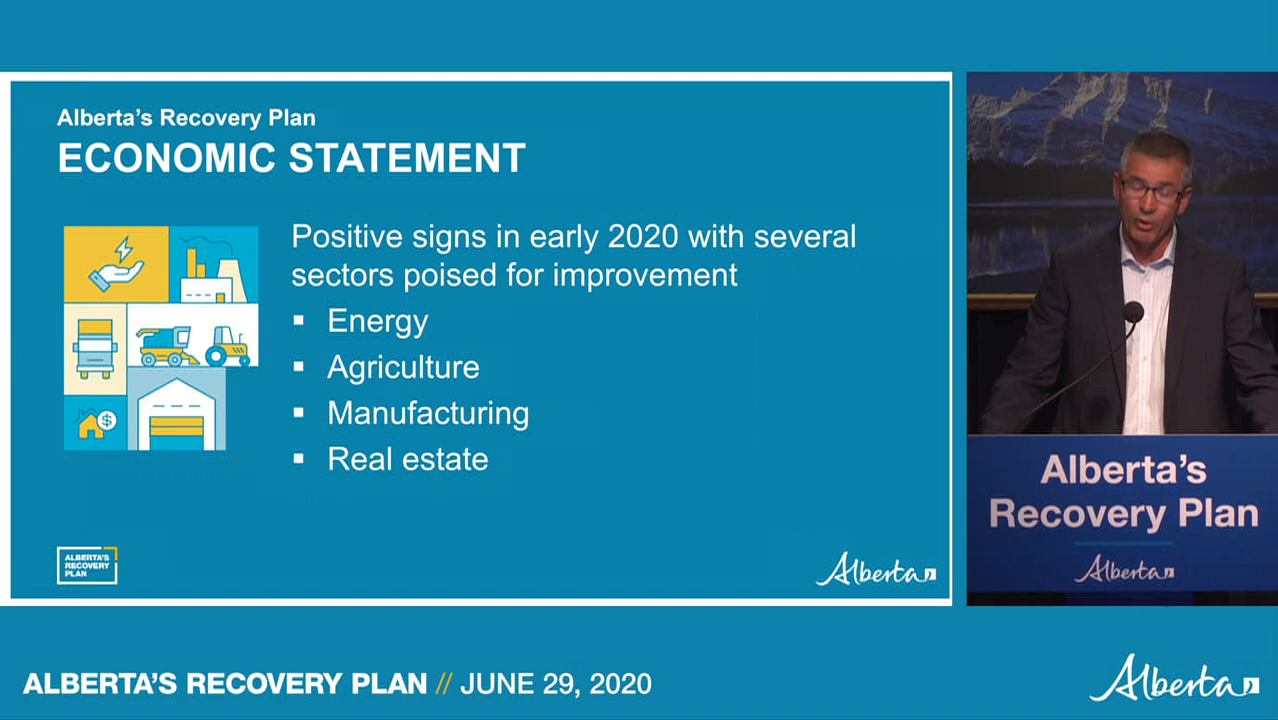 Alberta's Recovery Plan
ECONOMIC STATEMENT
Positive signs in early 2020 with several
sectors poised for improvement
▪ Energy
▪ Agriculture
▪ Manufacturing
▪ Real estate
$
ALBERTA'S
RECOVERY
PLAN
Alberta
Alberta's
Recovery Plan
Alberta
ALBERTA'S RECOVERY PLAN // JUNE 29, 2020
Alberta